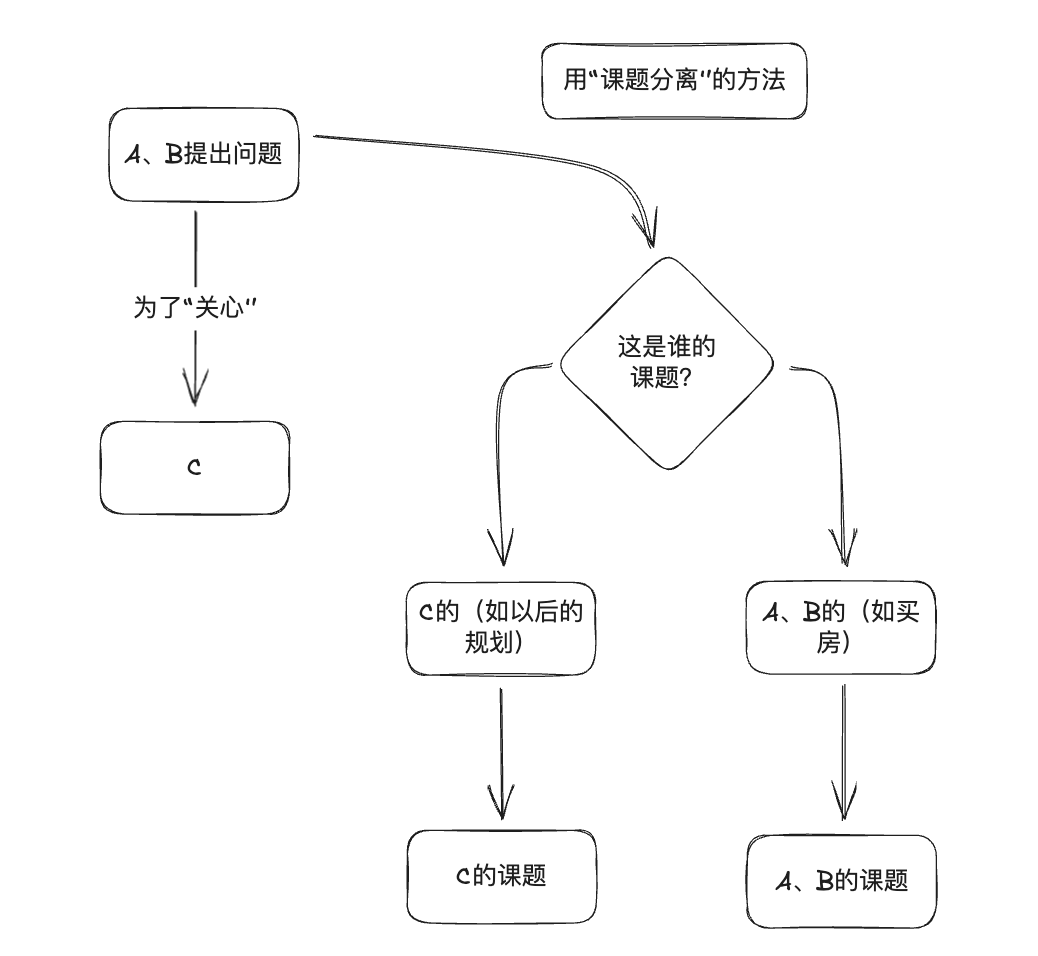 用“课题分离”的方法
A、B提出问题
为了“关心”
这是谁的
课题？
C
C的（如以后的
规划）
A、B的（如买
房）
C的课题
A、B的课题